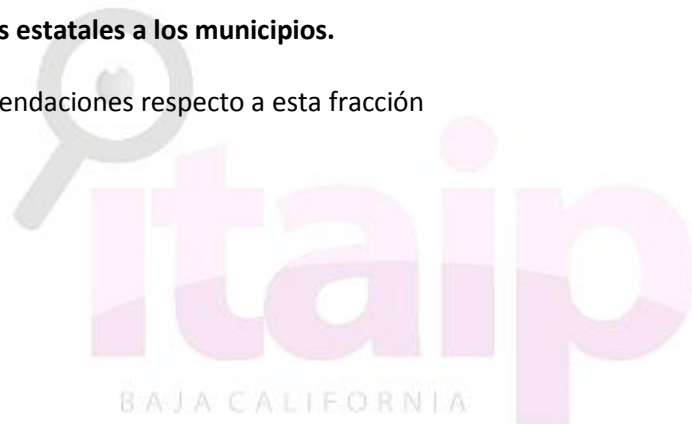 s estatales a los municipios.
endaciones respecto a esta fracción
itaip
BAJA CALIFORNIA